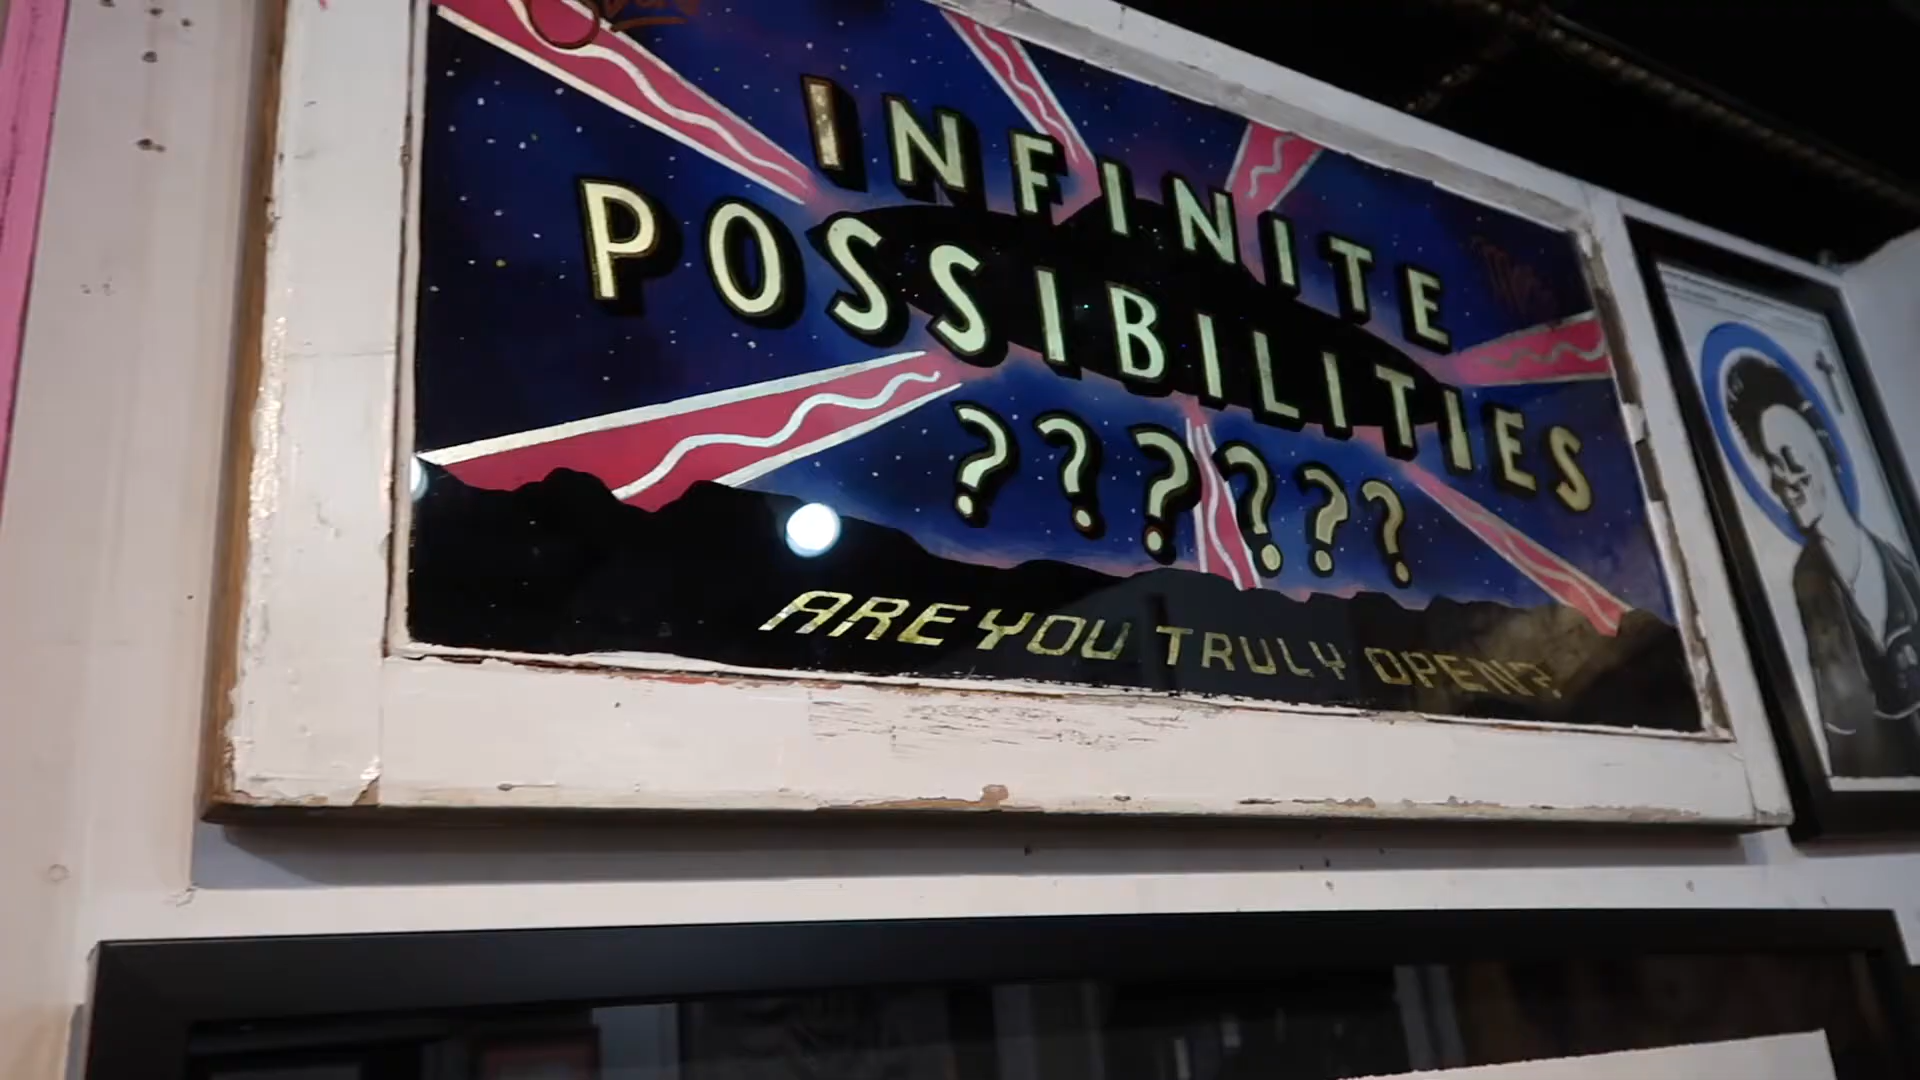 INFINITE
POSSIBILITIES
??????
ARE YOU TRULY OPEN?